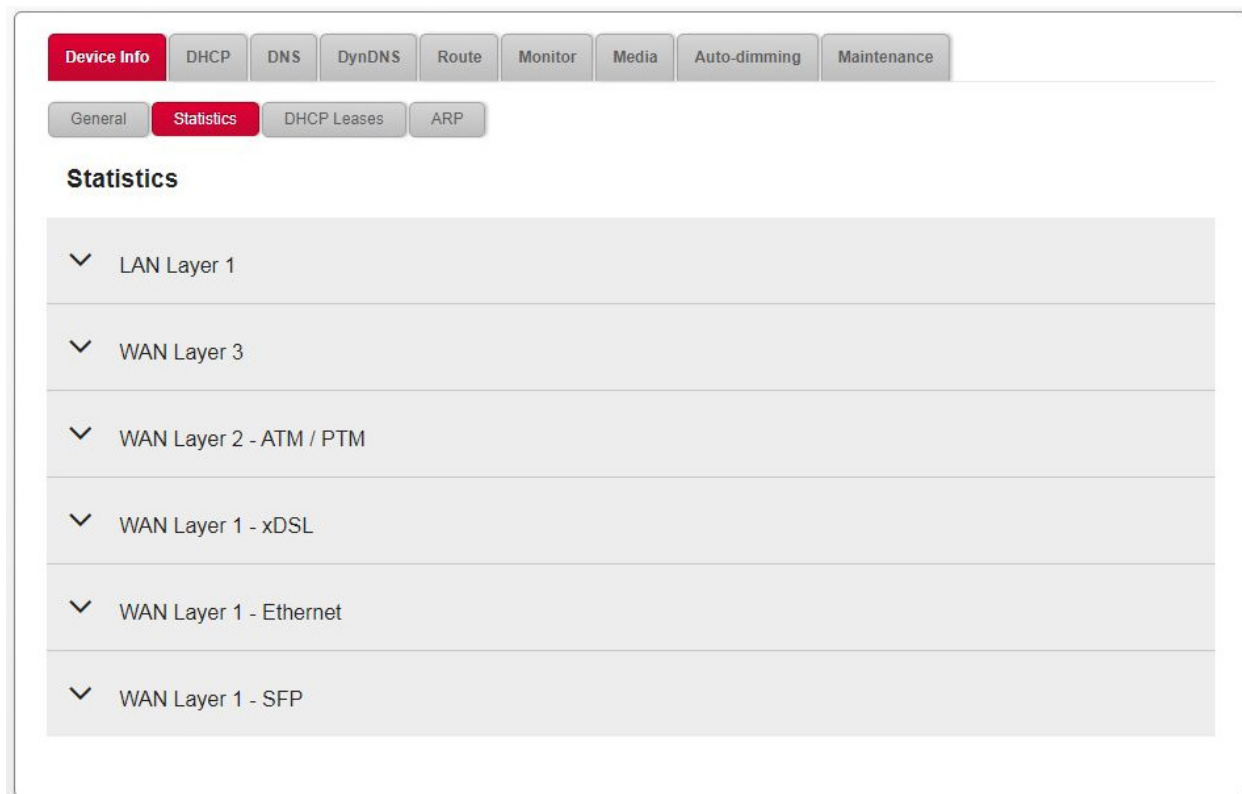 Device Info DHCP DNS DynDNS Route Monitor Media Auto-dimming Maintenance
General Statistics DHCP Leases ARP
Statistics
LAN Layer 1
WAN Layer 3
WAN Layer 2 - ATM / PTM
WAN Layer 1 - xDSL
WAN Layer 1 - Ethernet
WAN Layer 1 - SFP